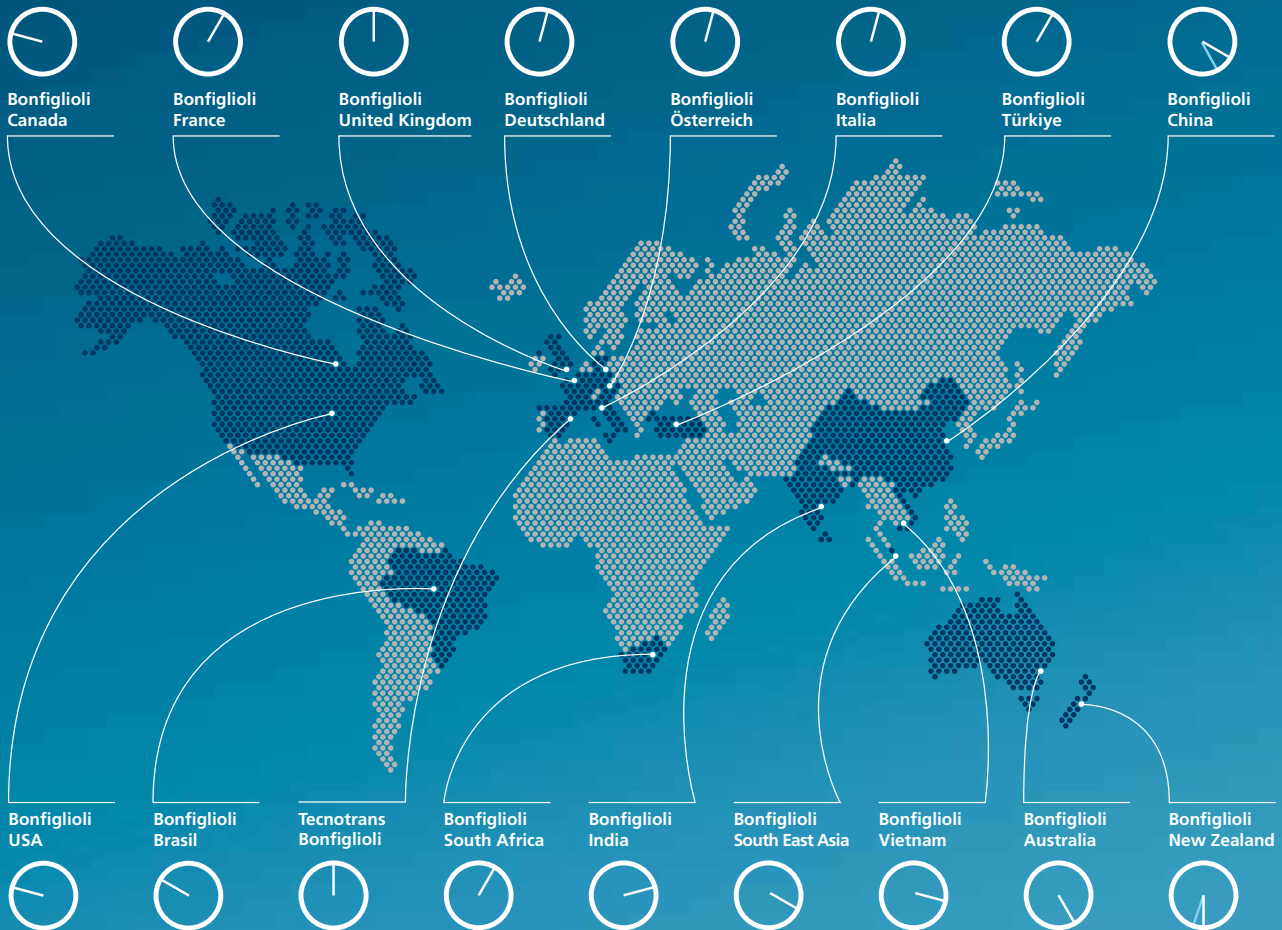 Bonfiglioli
Canada
Bonfiglioli
France
Bonfiglioli
United Kingdom
Bonfiglioli
Deutschland
Bonfiglioli
Österreich
Bonfiglioli
Italia
Bonfiglioli
Türkiye
Bonfiglioli
China
Bonfiglioli
USA
Bonfiglioli
Brasil
Tecnotrans
Bonfiglioli
Bonfiglioli
South Africa
Bonfiglioli
India
Bonfiglioli
South East Asia
Bonfiglioli
Vietnam
Bonfiglioli
Australia
Bonfiglioli
New Zealand